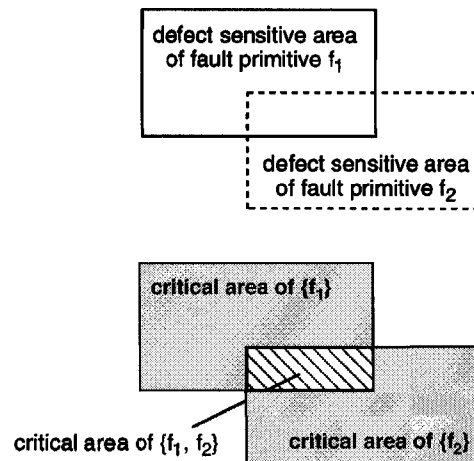 defect sensitive area
of fault primitive f1
defect sensitive area
of fault primitive f2
critical area of {f1}
critical area of {f1, f2}
critical area of {f2}